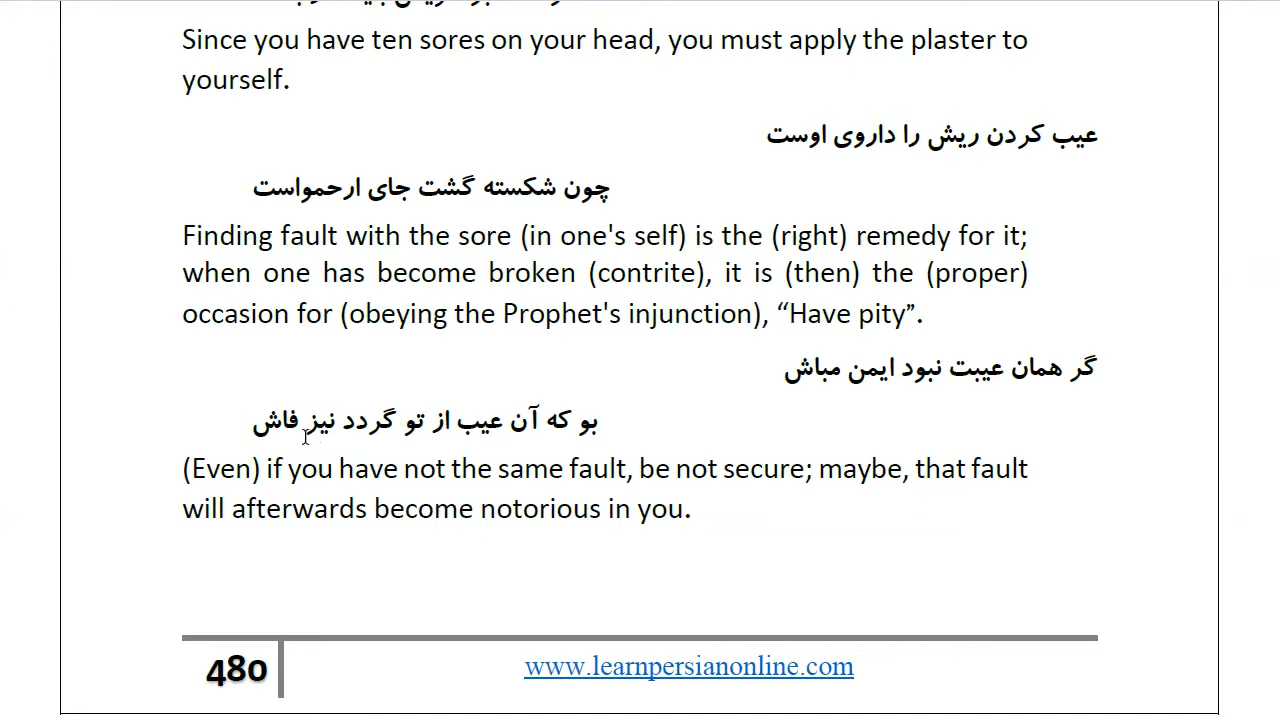 Since you have ten sores on your head, you must apply the plaster to
yourself.
عیب کردن ریش را داروی اوست
چون شکسته گشت جای ارحمواست
Finding fault with the sore (in one's self) is the (right) remedy for it;
when one has become broken (contrite), it is (then) the (proper)
occasion for (obeying the Prophet's injunction), “Have pity”.
گر همان عیبت نبود ایمن مباش
بو که آن عیب از تو گردد نیز فاش
(Even) if you have not the same fault, be not secure; maybe, that fault
will afterwards become notorious in you.
480
www.learnpersianonline.com